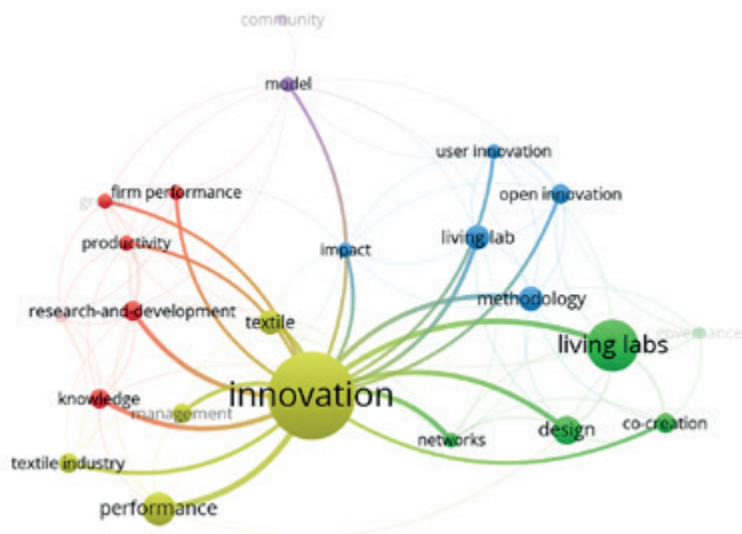 community
model
user innovation
firm performance
open innovation
productivity
impact
living lab
methodology
research-and-development
textile
governance
living labs
innovation
knowledge
management
co-creation
networks
design
textile industry
performance